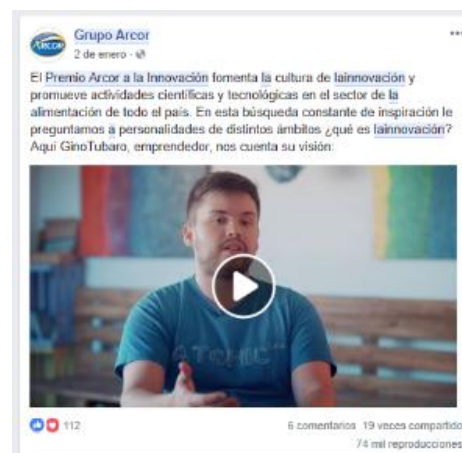 ARCOR
Grupo Arcor
2 de enero ·
El Premio Arcor a la Innovación fomenta la cultura de lainnovación y
promueve actividades científicas y tecnológicas en el sector de la
alimentación de todo el país. En esta búsqueda constante de inspiración le
preguntamos a personalidades de distintos ámbitos ¿qué es lainnovación?
Aquí GinoTubaro, emprendedor, nos cuenta su visión:
ATOMIC
112
6 comentarios 19 veces compartido
74 mil reproducciones